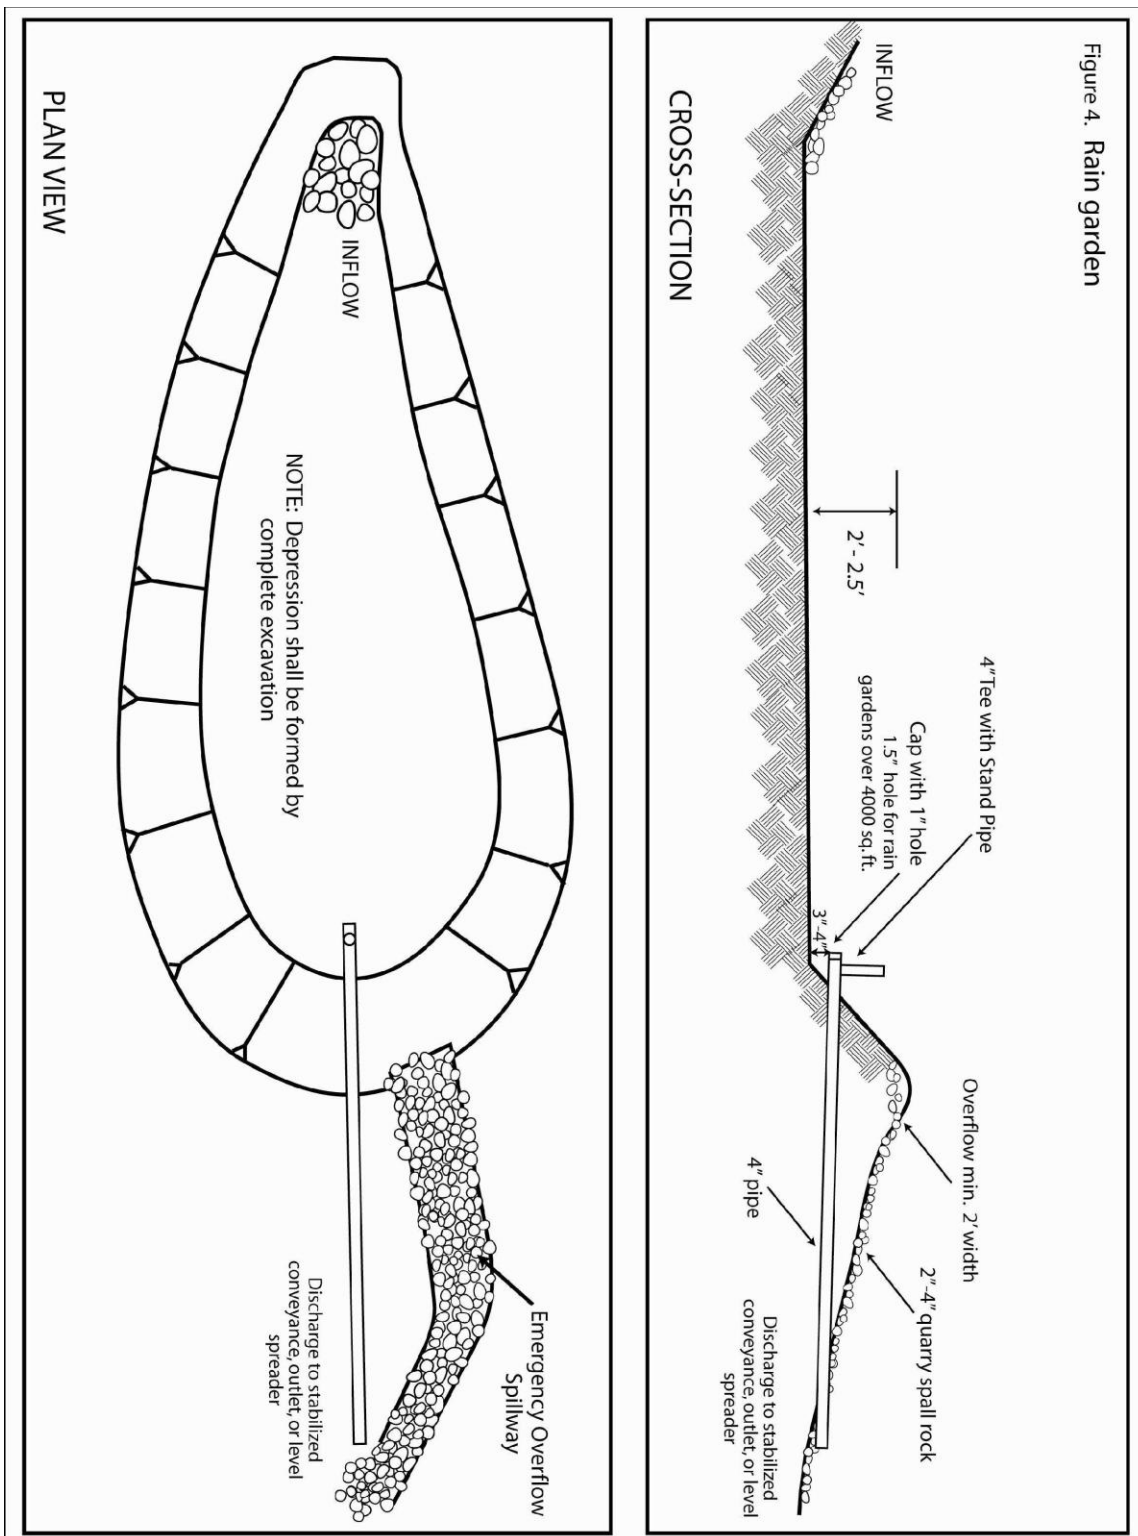 Figure 4. Rain garden
INFLOW
CROSS-SECTION
2' - 2.5'
4" Tee with Stand Pipe
Cap with 1" hole
1.5" hole for rain
gardens over 4000 sq.ft.
3"-4"
Overflow min. 2' width
2"-4" quarry spall rock
4" pipe
Discharge to stabilized
conveyance, outlet, or level
spreader
PLAN VIEW
INFLOW
NOTE: Depression shall be formed by
complete excavation
Emergency Overflow
Spillway
Discharge to stabilized
conveyance, outlet, or level
spreader